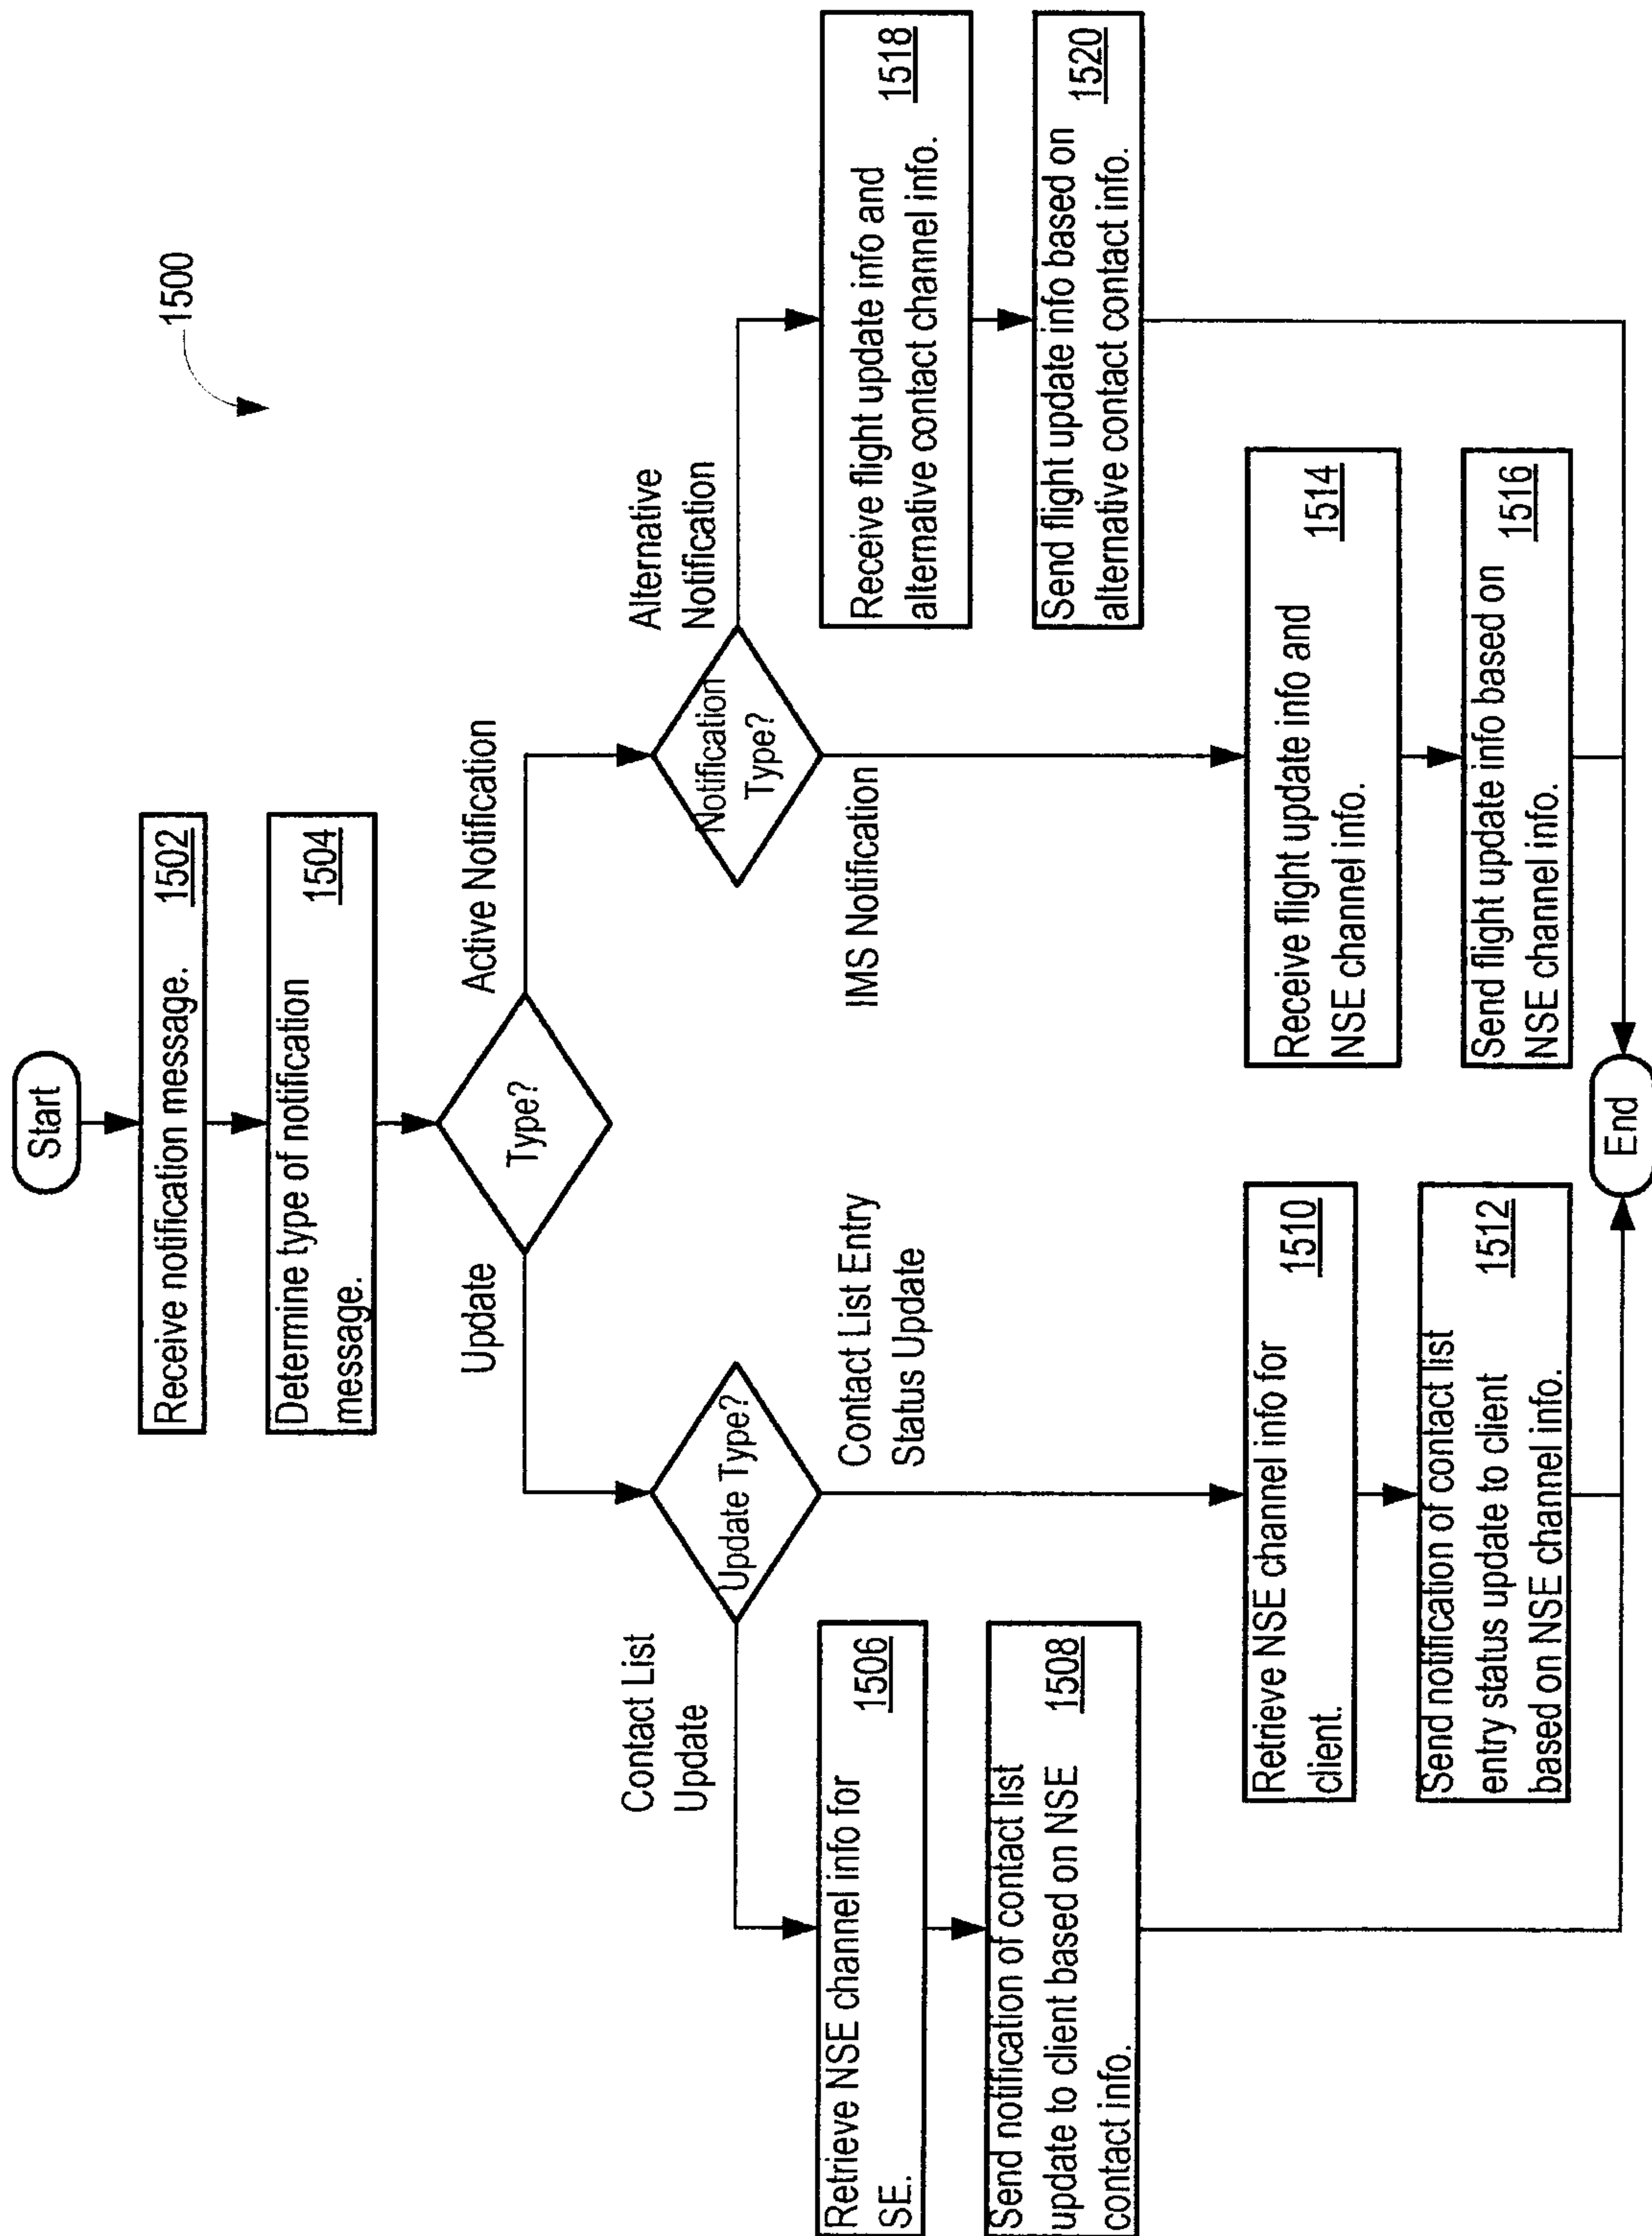 1500
Start
Receive notification message. 1502
Determine type of notification
message. 1504
Type?
Update
Active Notification
Update Type?
Contact List
Update
Contact List Entry
Status Update
Notification
Type?
IMS Notification
Alternative
Notification
Retrieve NSE channel info for
SE. 1506
Send notification of contact list
update to client based on NSE
contact info. 1508
Retrieve NSE channel info for
client. 1510
Send notification of contact list
entry status update to client
based on NSE channel info. 1512
Receive flight update info and
NSE channel info. 1514
Send flight update info based on
NSE channel info. 1516
Receive flight update info and
alternative contact channel info. 1518
Send flight update info based on
alternative contact contact info. 1520
End